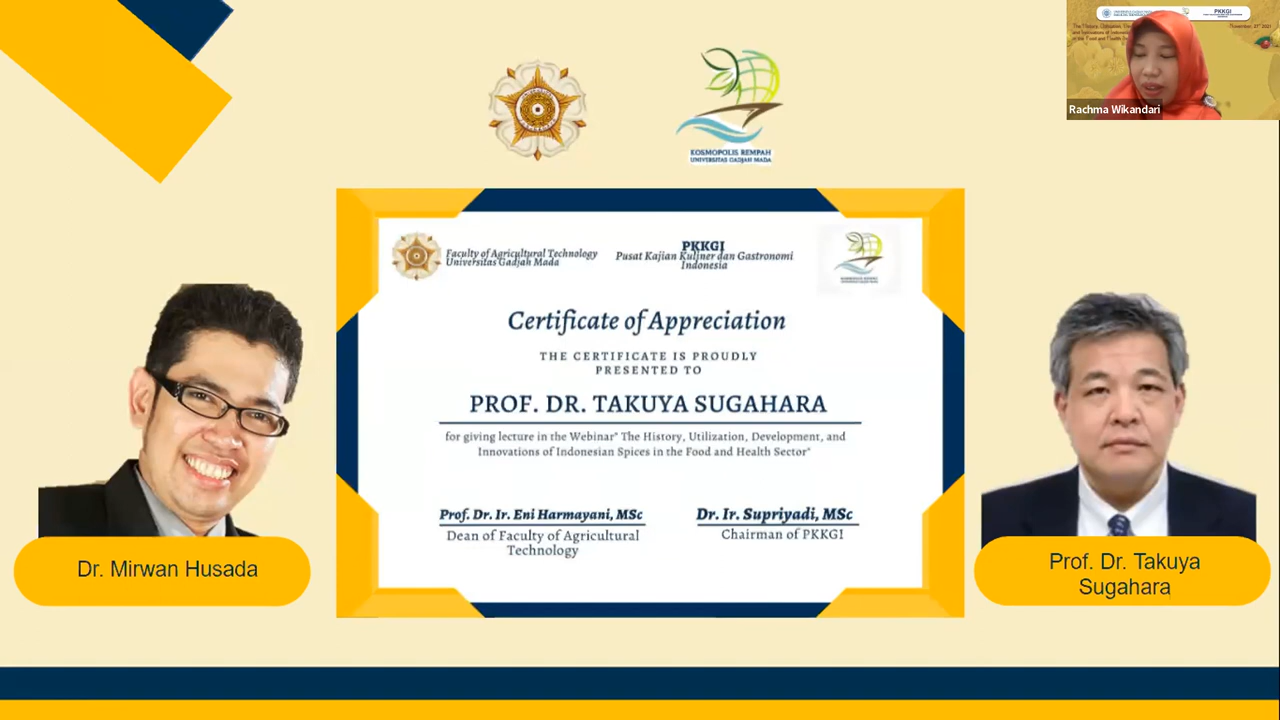 PKKGI
November, 27
Rachma Wikandari
KOSMOPOLIS REMPAH
UNIVERSITAS GADJAH MADA
Faculty of Agricultural Technology
Universitas Gadjah Mada
PKKGI
Pusat Kajian Kuliner dan Gastronomi
Indonesia
Certificate of Appreciation
THE CERTIFICATE IS PROUDLY
PRESENTED TO
PROF. DR. TAKUYA SUGAHARA
for giving lecture in the Webinar" The History, Utilization, Development, and
Innovations of Indonesian Spices in the Food and Health Sector"
Prof. Dr. Ir. Eni Harmayani, MSc
Dean of Faculty of Agricultural
Technology
Dr. Ir. Supriyadi, MSc
Chairman of PKKGI
Dr. Mirwan Husada
Prof. Dr. Takuya
Sugahara